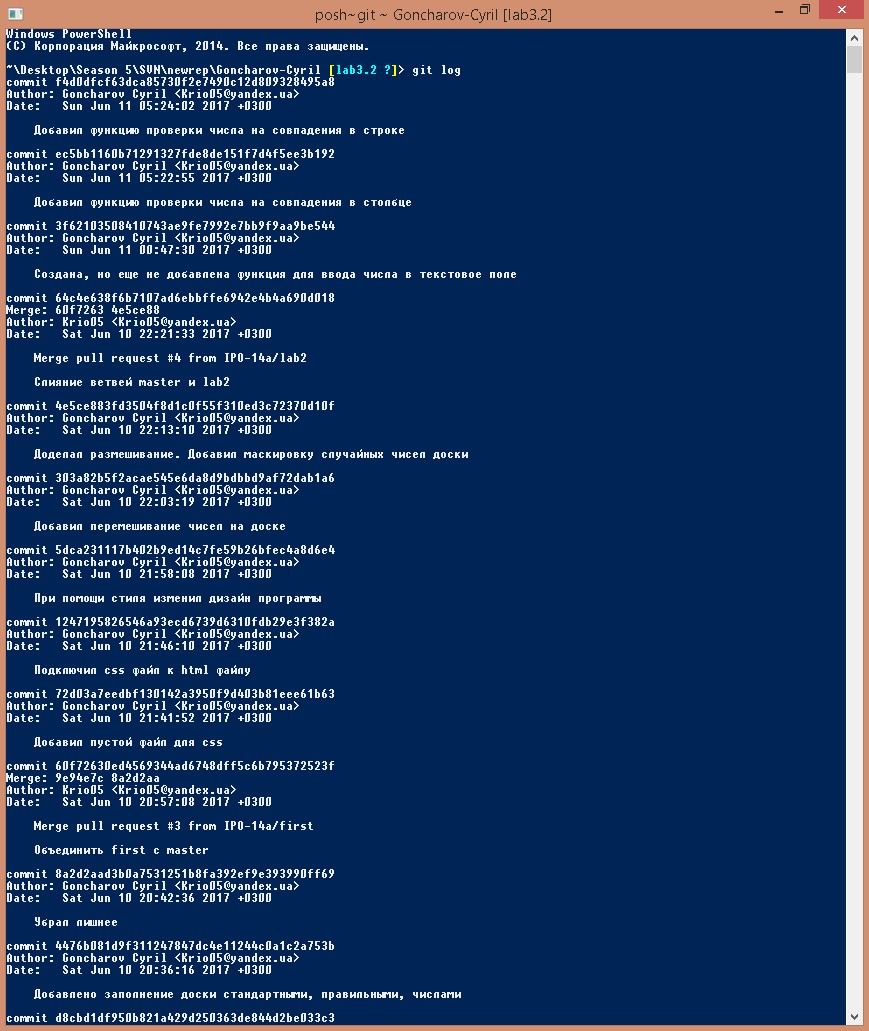 posh~git ~ Goncharov-Cyril [lab3.2]
Windows PowerShell
(C) Корпорация Майкрософт, 2014. Все права защищены.
~\Desktop\Season 5\SVN\newrep\Goncharov-Cyril [lab3.2 ?]> git log
commit f4d0dfcf63dca85730f2e7490c12d809328495a8
Author: Goncharov Cyril <Krio05@yandex.ua>
Date:   Sun Jun 11 05:24:02 2017 +0300
Добавил функцию проверки числа на совпадения в строке
commit ec5bb1160b71291327fde8de151f7d4f5ee3b192
Author: Goncharov Cyril <Krio05@yandex.ua>
Date:   Sun Jun 11 05:22:55 2017 +0300
Добавил функцию проверки числа на совпадения в столбце
commit 3f62103508410743ae9fe7992e7bb9f9aa9be544
Author: Goncharov Cyril <Krio05@yandex.ua>
Date:   Sun Jun 11 00:47:30 2017 +0300
Создана, но еще не добавлена функция для ввода числа в текстовое поле
commit 64c4e638f6b7107ad6ebbffe6942e4b4a690d018
Merge: 60f7263 4e5ce88
Author: Krio05 <Krio05@yandex.ua>
Date:   Sat Jun 10 22:21:33 2017 +0300
Merge pull request #4 from IPO-14a/lab2
Слияние ветвей master и lab2
commit 4e5ce883fd3504f8d1c0f55f310ed3c72370d10f
Author: Goncharov Cyril <Krio05@yandex.ua>
Date:   Sat Jun 10 22:13:10 2017 +0300
Доделал размешивание. Добавил маскировку случайных чисел доски
commit 303a82b5f2acae545e6da8d9bdbbd9af72dab1a6
Author: Goncharov Cyril <Krio05@yandex.ua>
Date:   Sat Jun 10 22:03:19 2017 +0300
Добавил перемешивание чисел на доске
commit 5dca231117b402b9ed14c7fe59b26bfec4a8d6e4
Author: Goncharov Cyril <Krio05@yandex.ua>
Date:   Sat Jun 10 21:58:08 2017 +0300
При помощи стиля изменил дизайн программы
commit 1247195826546a93ecd6739d6310fdb29e3f382a
Author: Goncharov Cyril <Krio05@yandex.ua>
Date:   Sat Jun 10 21:46:10 2017 +0300
Подключил css файл к html файлу
commit 72d03a7eedbf130142a3950f9d403b81eee61b63
Author: Goncharov Cyril <Krio05@yandex.ua>
Date:   Sat Jun 10 21:41:52 2017 +0300
Добавил пустой файл для css
commit 60f72630ed4569344ad6748dff5c6b795372523f
Merge: 9e94e7c 8a2d2aa
Author: Krio05 <Krio05@yandex.ua>
Date:   Sat Jun 10 20:57:08 2017 +0300
Merge pull request #3 from IPO-14a/first
Объединить first с master
commit 8a2d2aad3b0a7531251b8fa392ef9e393990ff69
Author: Goncharov Cyril <Krio05@yandex.ua>
Date:   Sat Jun 10 20:42:36 2017 +0300
Убрал лишнее
commit 4476b081d9f311247847dc4e11244c0a1c2a753b
Author: Goncharov Cyril <Krio05@yandex.ua>
Date:   Sat Jun 10 20:36:16 2017 +0300
Добавлено заполнение доски стандартными, правильными, числами
commit d8cbd1df950b821a429d250363de844d2be033c3